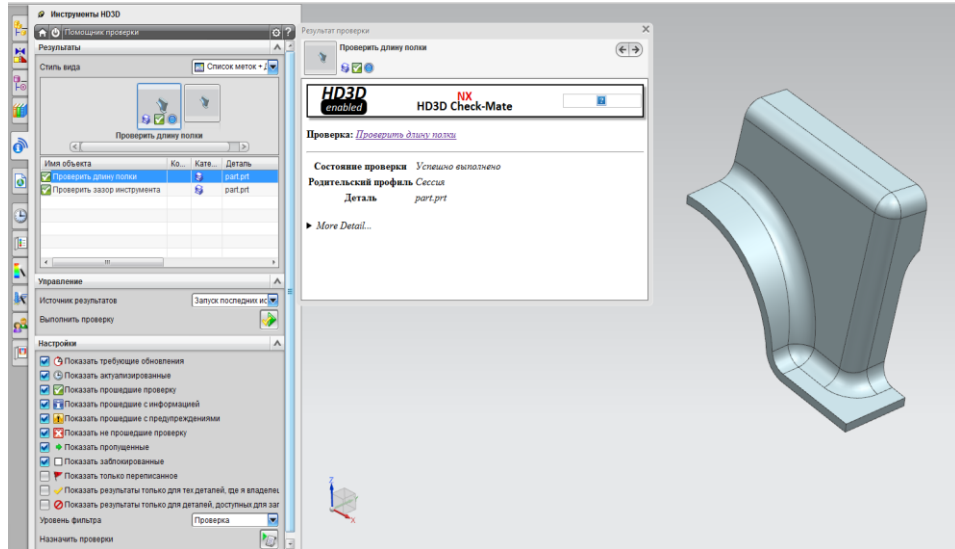 Инструменты HD3D
Помощник проверки
Результаты
Стиль вида
Список меток +
Проверить длину полки
Имя объекта Ко... Кате... Деталь
Проверить длину полки part.prt
Проверить зазор инструмента part.prt
Управление
Источник результатов Запуск последних ис
Выполнить проверку
Настройки
Показать требующие обновления
Показать актуализированные
Показать прошедшие проверку
Показать прошедшие с информацией
Показать прошедшие с предупреждениями
Показать не прошедшие проверку
Показать пропущенные
Показать заблокированные
Показать только переписанное
Показать результаты только для тех деталей, где я владелец
Показать результаты только для деталей, доступных для заг
Уровень фильтра Проверка
Назначить проверки
Результат проверки
Проверить длину полки
HD3D
enabled
NX
HD3D Check-Mate
Проверка: Проверить длину полки
Состояние проверки Успешно выполнено
Родительский профиль Сессия
Деталь part.prt
More Detail...
Z
X